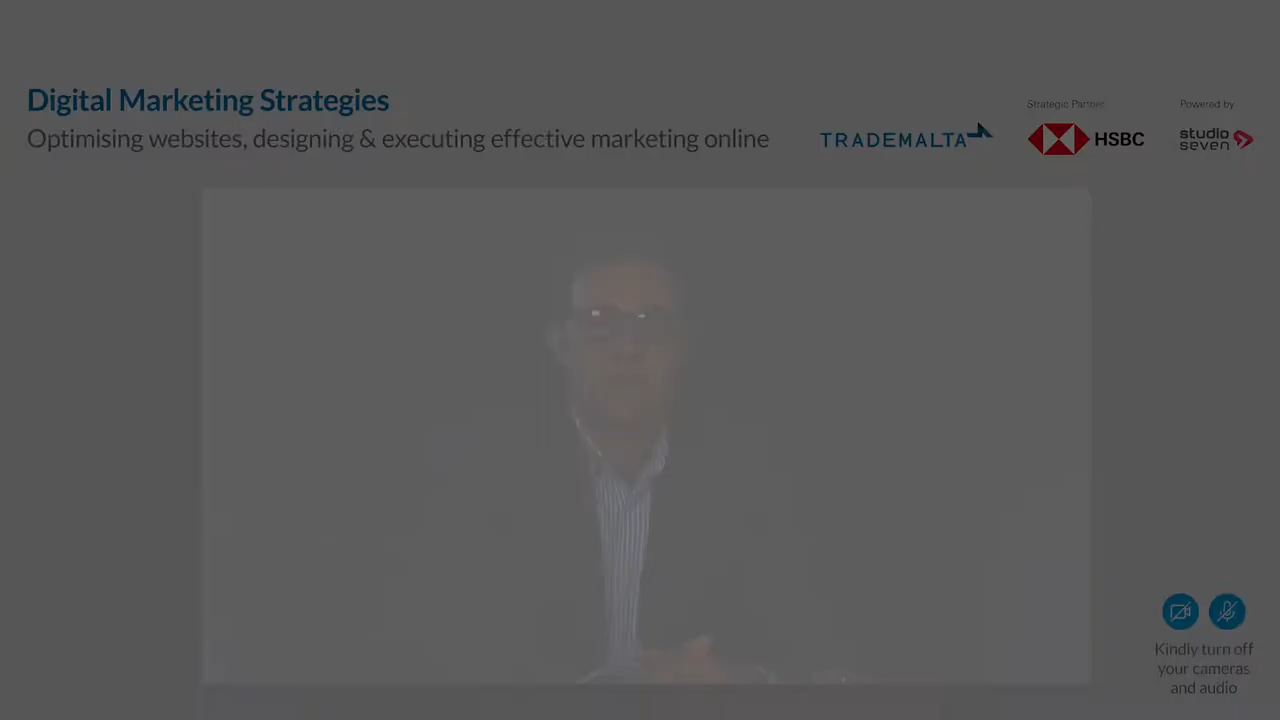 Digital Marketing Strategies
Optimising websites, designing & executing effective marketing online
TRADEMALTA
Strategic Partner
HSBC
Powered by
studio
seven
Kindly turn off
your cameras
and audio